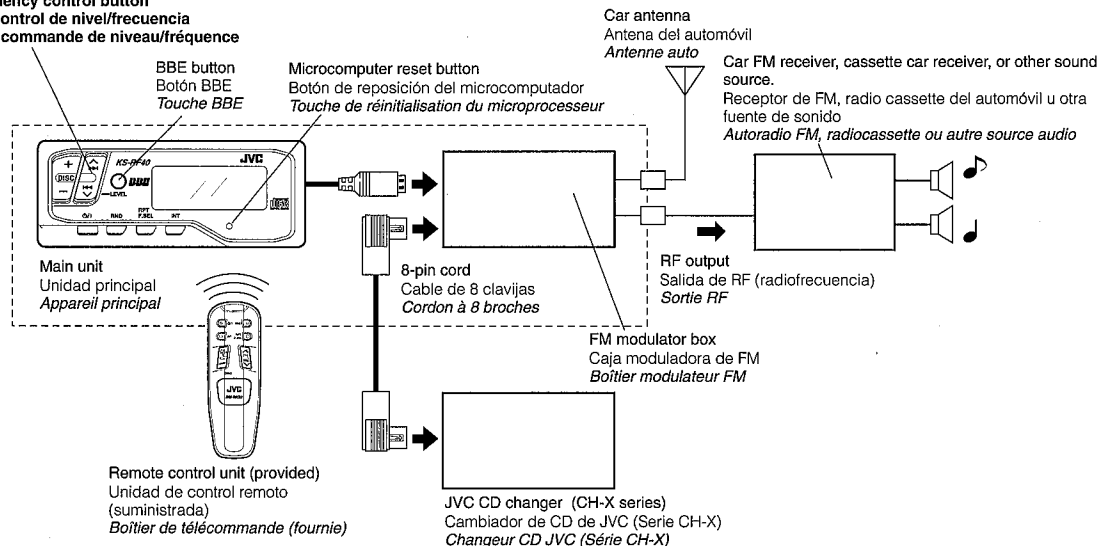 ency control button
ontrol de nivel/frecuencia
commande de niveau/fréquence
Car antenna
Antena del automóvil
Antenne auto
BBE button
Botón BBE
Touche BBE
Microcomputer reset button
Botón de reposición del microcomputador
Touche de réinitialisation du microprocesseur
Car FM receiver, cassette car receiver, or other sound
source.
Receptor de FM, radio cassette del automóvil u otra
fuente de sonido
Autoradio FM, radiocassette ou autre source audio
KS-RF40
JVC
+
DISC
–
BBE
LEVEL
RND
RPT
F.SEL
INT
Main unit
Unidad principal
Appareil principal
8-pin cord
Cable de 8 clavijas
Cordon à 8 broches
RF output
Salida de RF (radiofrecuencia)
Sortie RF
FM modulator box
Caja moduladora de FM
Boîtier modulateur FM
JVC
Remote control unit (provided)
Unidad de control remoto
(suministrada)
Boîtier de télécommande (fournie)
JVC CD changer (CH-X series)
Cambiador de CD de JVC (Serie CH-X)
Changeur CD JVC (Série CH-X)